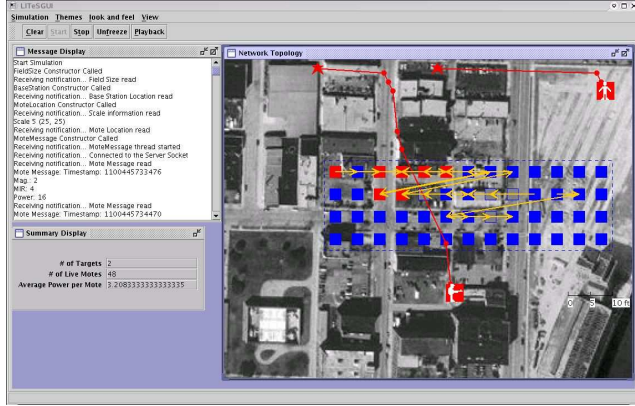 LITeSGUI
Simulation Themes look and feel View
Clear Start Stop Unfreeze Playback
Message Display
Start Simulation
FieldSize Constructor Called
Receiving notification... Field Size read
BaseStation Constructor Called
Receiving notification... Base Station Location read
MoteLocation Constructor Called
Receiving notification... Scale information read
Scale 5 (25, 25)
Receiving notification... Mote Location read
MoteMessage Constructor Called
Receiving notification... MoteMessage thread started
Receiving notification... Connected to the Server Socket
Receiving notification... Mote Message read
Mote Message: Timestamp: 1100445733476
Mag.: 2
MIR: 4
Power: 16
Receiving notification... Mote Message read
Mote Message: Timestamp: 1100445734470
Summary Display
# of Targets 2
# of Live Motes 48
Average Power per Mote 3.2083333333333335
Network Topology
0 5 10 ft